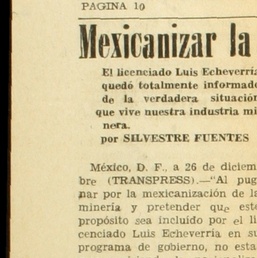 PAGINA 10
Mexicanizar la
El licenciado Luis Echeverría
quedó totalmente informado
de la verdadera situación
que vive nuestra industria mi
nera.
por SILVESTRE FUENTES
México, D. F., a 26 de diciem
bre (TRANSPRESS).—"Al pug
nar por la mexicanización de la
minería y pretender que este
propósito sea incluido por el li
cenciado Luis Echeverría en su
programa de gobierno, no esta